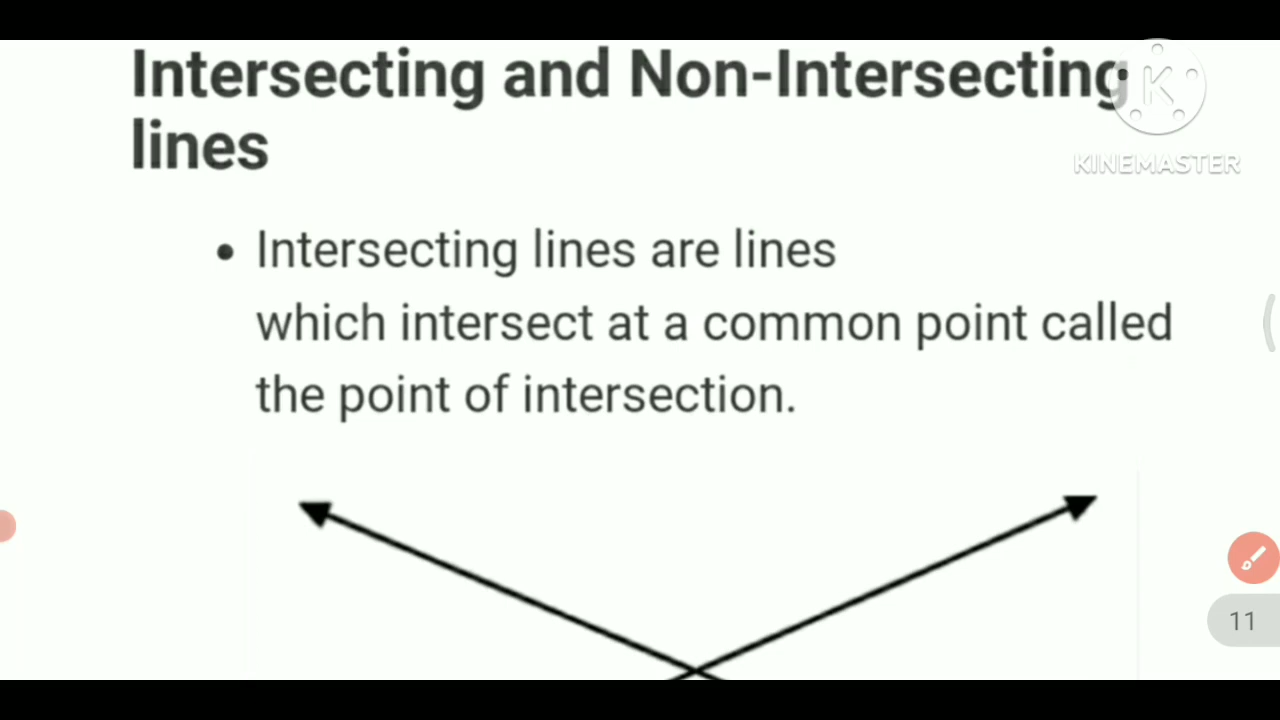 Intersecting and Non-Intersecting
lines
K
KINEMASTER
• Intersecting lines are lines
which intersect at a common point called
the point of intersection.
11